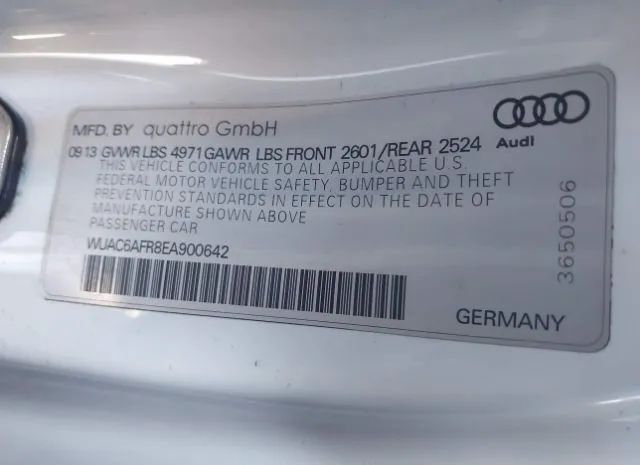 MFD. BY quattro GmbH
Audi
09 13 GVWR LBS 4971 GAWR LBS FRONT 2601/REAR 2524
THIS VEHICLE CONFORMS TO ALL APPLICABLE U.S.
FEDERAL MOTOR VEHICLE SAFETY, BUMPER AND THEFT
PREVENTION STANDARDS IN EFFECT ON THE DATE OF
MANUFACTURE SHOWN ABOVE
PASSENGER CAR
WUAC6AFR8EA900642
3650506
GERMANY